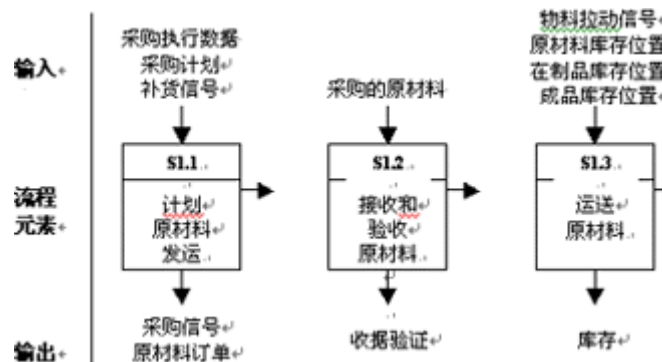 输入
采购执行数据
采购计划
补货信号
采购的原材料
物料拉动信号
原材料库存位置
在制品库存位置
成品库存位置
流程
元素
S1.1
计划
原材料
发运
S1.2
接收和
验收
原材料
S1.3
运送
原材料
输出
采购信号
原材料订单
收据验证
库存